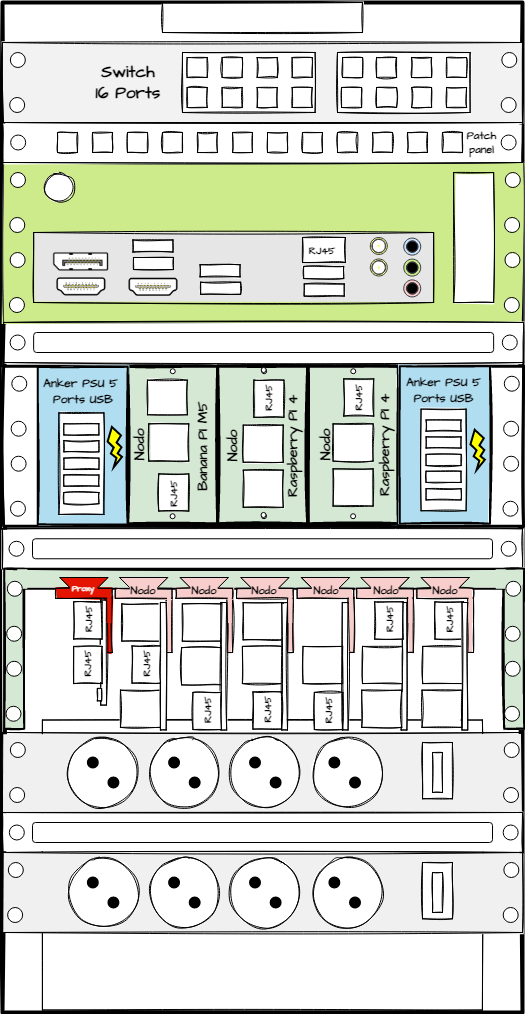 Switch
16 Ports
Patch
panel
RJ45
Anker PSU 5
Ports USB
Nodo
Banana Pi M5
RJ45
Nodo
Raspberry Pi 4
RJ45
Nodo
Raspberry Pi 4
RJ45
Anker PSU 5
Ports USB
Proxy
Nodo
Nodo
Nodo
Nodo
Nodo
Nodo
RJ45
RJ45
RJ45
RJ45
RJ45
RJ45
RJ45
RJ45